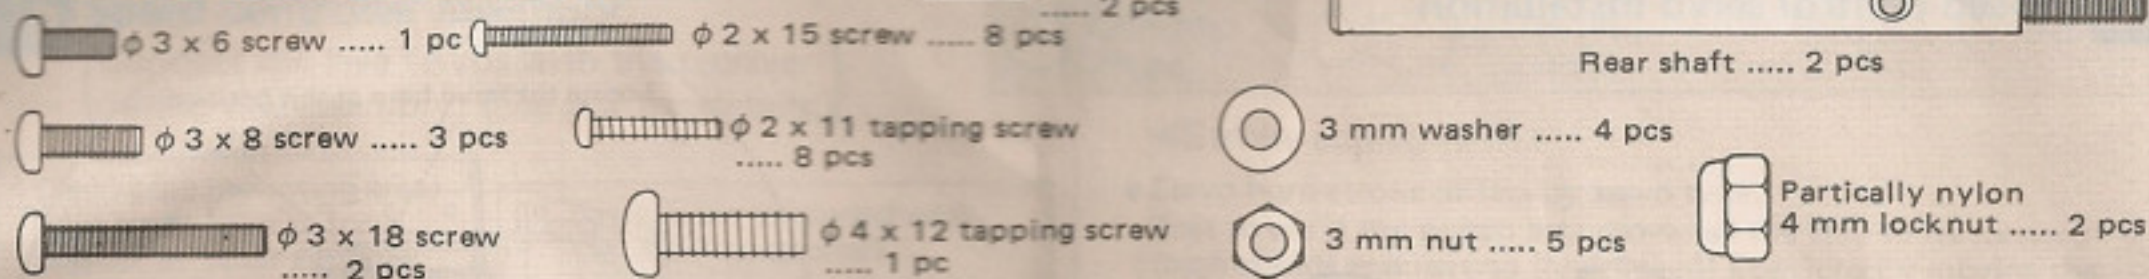 ..... 2 pcs
ϕ 3 x 6 screw ..... 1 pc
ϕ 2 x 15 screw ..... 8 pcs
Rear shaft ..... 2 pcs
ϕ 3 x 8 screw ..... 3 pcs
ϕ 2 x 11 tapping screw
..... 8 pcs
3 mm washer ..... 4 pcs
Partically nylon
4 mm locknut ..... 2 pcs
ϕ 3 x 18 screw
..... 2 pcs
ϕ 4 x 12 tapping screw
..... 1 pc
3 mm nut ..... 5 pcs